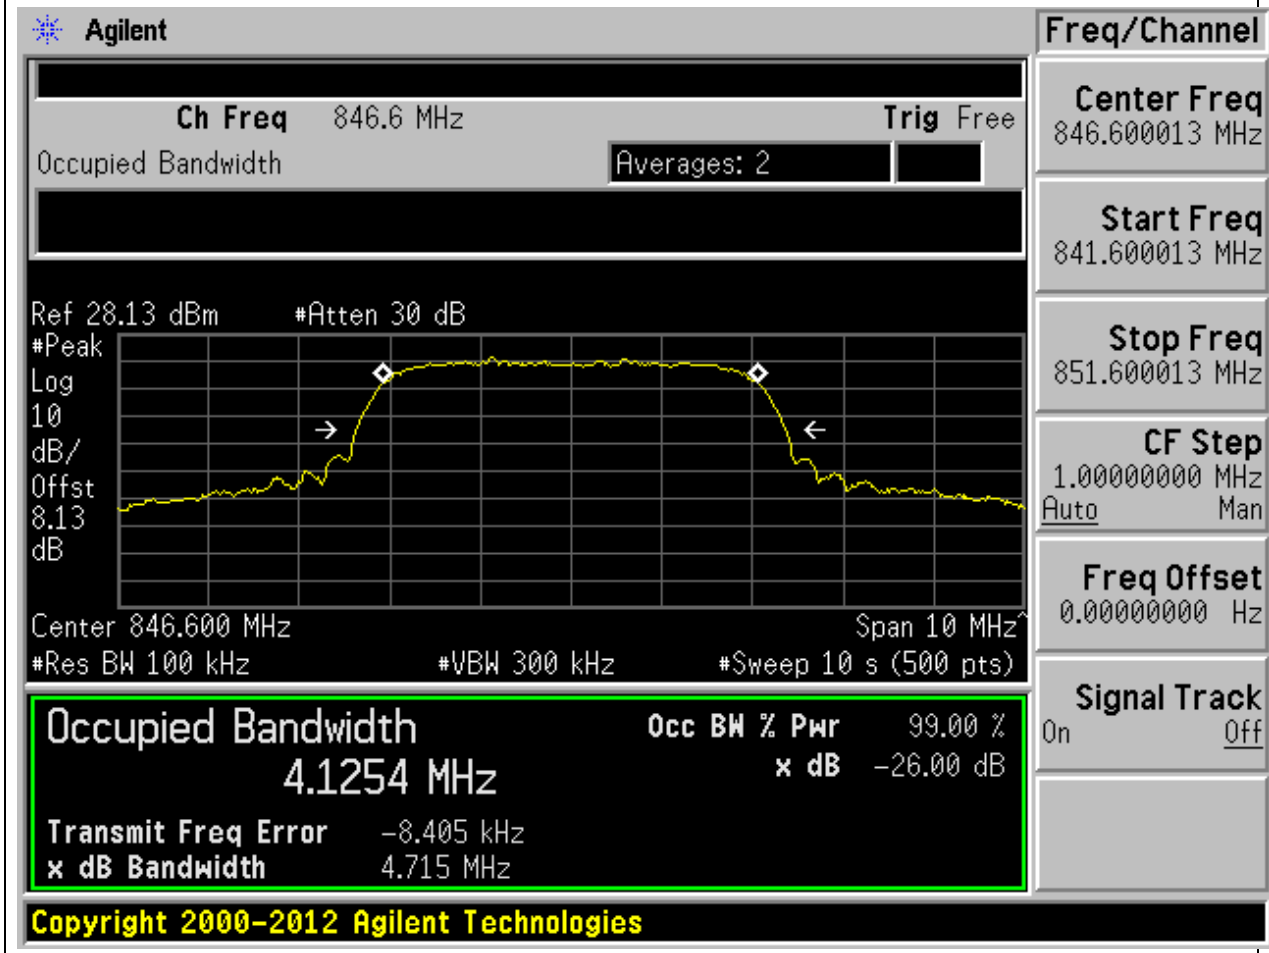 Agilent
Freq/Channel
Ch Freq 846.6 MHz Trig Free
Occupied Bandwidth Averages: 2
Center Freq
846.600013 MHz
Start Freq
841.600013 MHz
Stop Freq
851.600013 MHz
CF Step
1.00000000 MHz
Auto Man
Freq Offset
0.00000000 Hz
Signal Track
On Off
Ref 28.13 dBm #Atten 30 dB
#Peak
Log
10
dB/
Offst
8.13
dB
Center 846.600 MHz Span 10 MHz^
#Res BW 100 kHz #VBW 300 kHz #Sweep 10 s (500 pts)
Occupied Bandwidth Occ BW % Pwr 99.00 %
4.1254 MHz x dB -26.00 dB
Transmit Freq Error -8.405 kHz
x dB Bandwidth 4.715 MHz
Copyright 2000-2012 Agilent Technologies